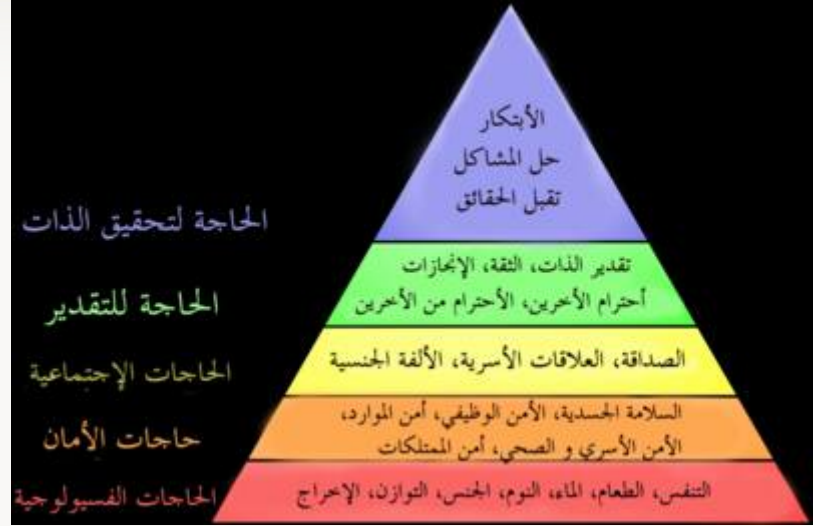 الأبتكار
حل المشاكل
تقبل الحقائق
الحاجة لتحقيق الذات
تقدير الذات، الثقة، الإنجازات
أحترام الأخرين، الأحترام من الأخرين
الحاجة للتقدير
الصداقة، العلاقات الأسرية، الألفة الجنسية
الحاجات الإجتماعية
السلامة الجسدية، الأمن الوظيفي، أمن الموارد،
الأمن الأسري و الصحي، أمن الممتلكات
حاجات الأمان
التنفس، الطعام، الماء، النوم، الجنس، التوازن، الإخراج
الحاجات الفسيولوجية